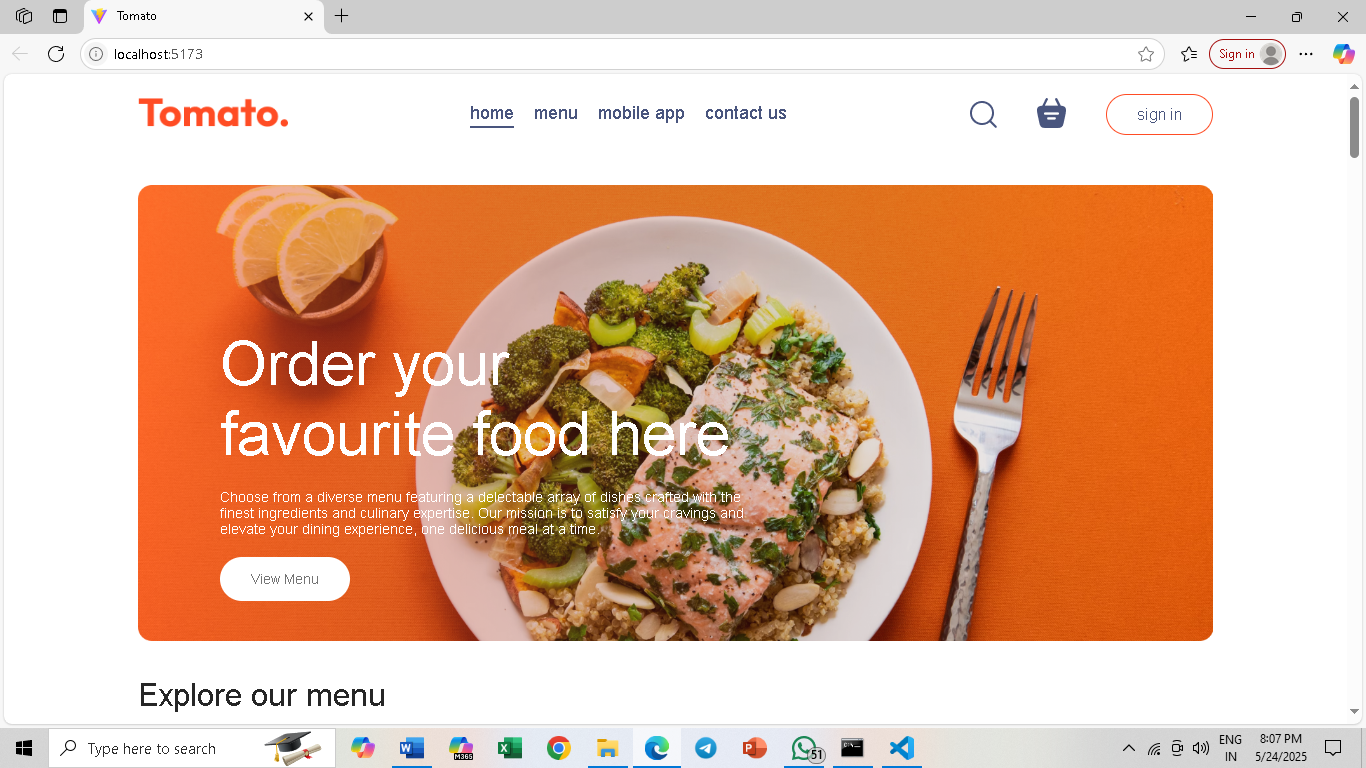 Tomato
localhost:5173
Sign in
Tomato.
home
menu
mobile app
contact us
sign in
Order your
favourite food here
Choose from a diverse menu featuring a delectable array of dishes crafted with the
finest ingredients and culinary expertise. Our mission is to satisfy your cravings and
elevate your dining experience, one delicious meal at a time.
View Menu
Explore our menu
Type here to search
M365
51
ENG
IN
8:07 PM
5/24/2025